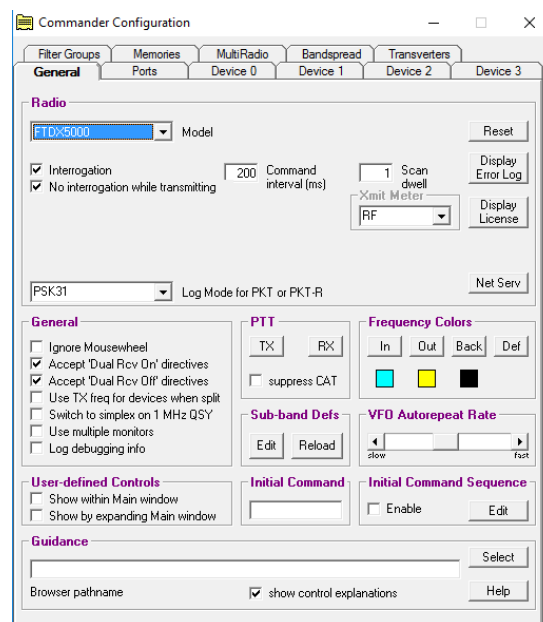 Commander Configuration
Filter Groups Memories MultiRadio Bandspread Transverters
General Ports Device 0 Device 1 Device 2 Device 3
Radio
FTDX5000 Model Reset
Interrogation 200 Command interval (ms) 1 Scan dwell Display Error Log
No interrogation while transmitting
Xmit Meter
RF Display License
PSK31 Log Mode for PKT or PKT-R Net Serv
General
Ignore Mousewheel
Accept 'Dual Rcv On' directives
Accept 'Dual Rcv Off' directives
Use TX freq for devices when split
Switch to simplex on 1 MHz QSY
Use multiple monitors
Log debugging info
PTT
TX RX
suppress CAT
Frequency Colors
In Out Back Def
Sub-band Defs
Edit Reload
VFO Autorepeat Rate
slow fast
User-defined Controls
Show within Main window
Show by expanding Main window
Initial Command
Initial Command Sequence
Enable Edit
Guidance
Select
Browser pathname show control explanations Help